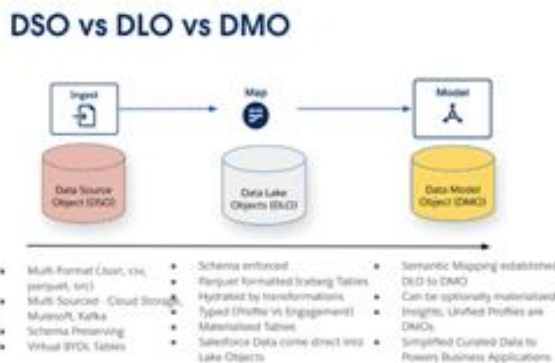 DSO vs DLO vs DMO
Ingest
Map
Model
Data Source
Object (DSO)
Data Lake
Objects (DLO)
Data Model
Object (DMO)
Multi Format (Json, csv,
parquet, src)
Multi Sourced - Cloud Storage,
Mulesoft, Kafka
Schema Preserving
Virtual BYOL Tables
Schema enforced
Parquet formatted Iceberg Tables
Hydrated by transformations
Typed (Profile Vs Engagement)
Materialized Tables
Salesforce Data come direct into
Lake Objects
Semantic Mapping established
DLO to DMO
Can be optionally materialized
Insights, Unified Profiles are
DMOs
Simplified Curated Data to
Powers Business Applications